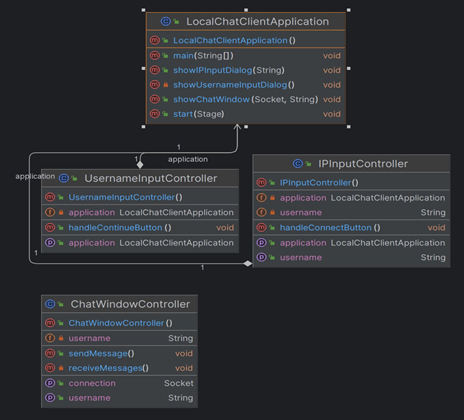 LocalChatClientApplication
LocalChatClientApplication()
main(String[]) void
showIPInputDialog(String) void
showUsernameInputDialog() void
showChatWindow(Socket, String) void
start(Stage) void
1
1
application
application
UsernameInputController
UsernameInputController()
application LocalChatClientApplication
handleContinueButton() void
application LocalChatClientApplication
IPInputController
IPInputController()
application LocalChatClientApplication
username String
handleConnectButton() void
application LocalChatClientApplication
username String
1
1
ChatWindowController
ChatWindowController()
username String
sendMessage() void
receiveMessages() void
connection Socket
username String